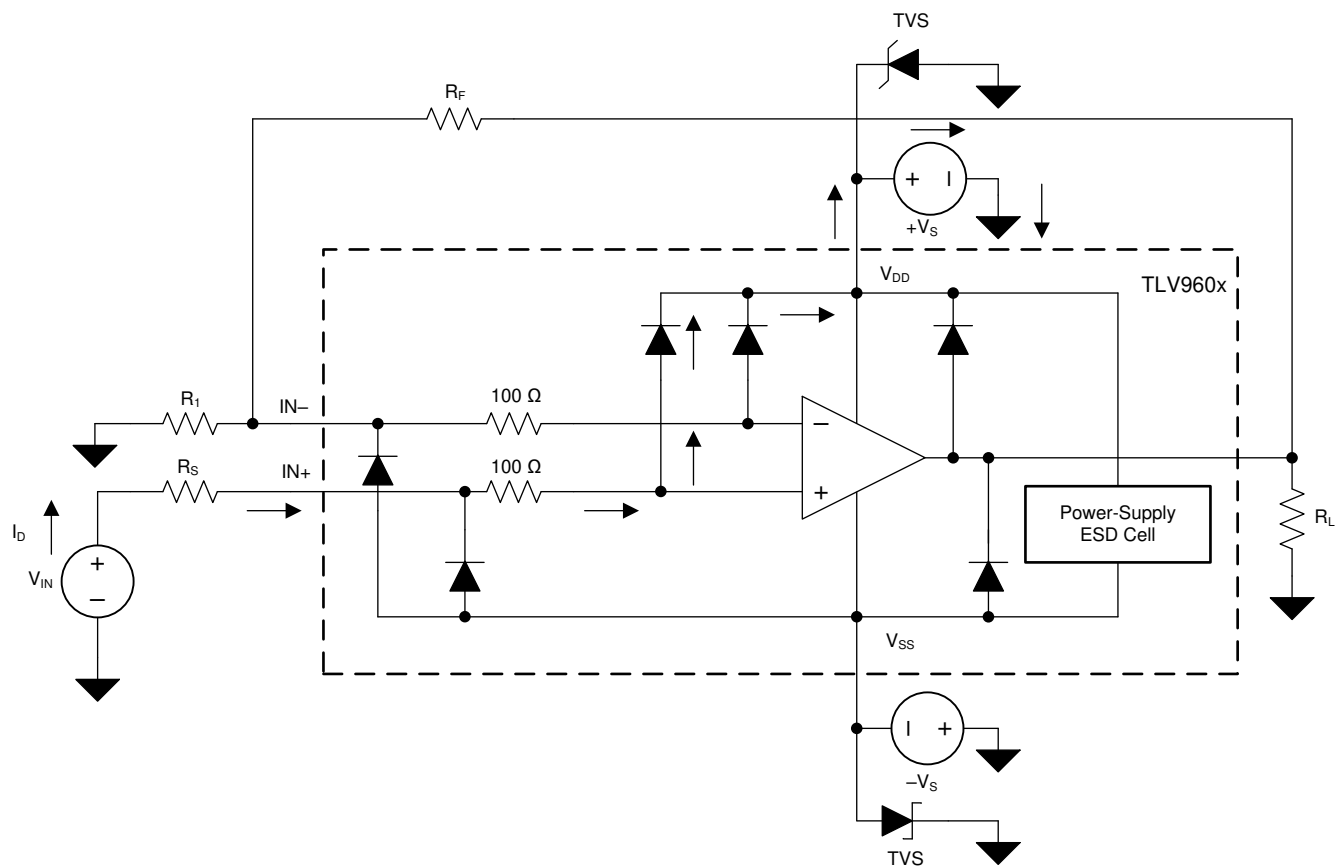 TVS
R_F
+ I
+V_S
V_DD
TLV960x
R_1
IN–
100 Ω
–
R_S
IN+
100 Ω
+
I_D
V_IN
+
–
Power-Supply
ESD Cell
R_L
V_SS
I +
–V_S
TVS